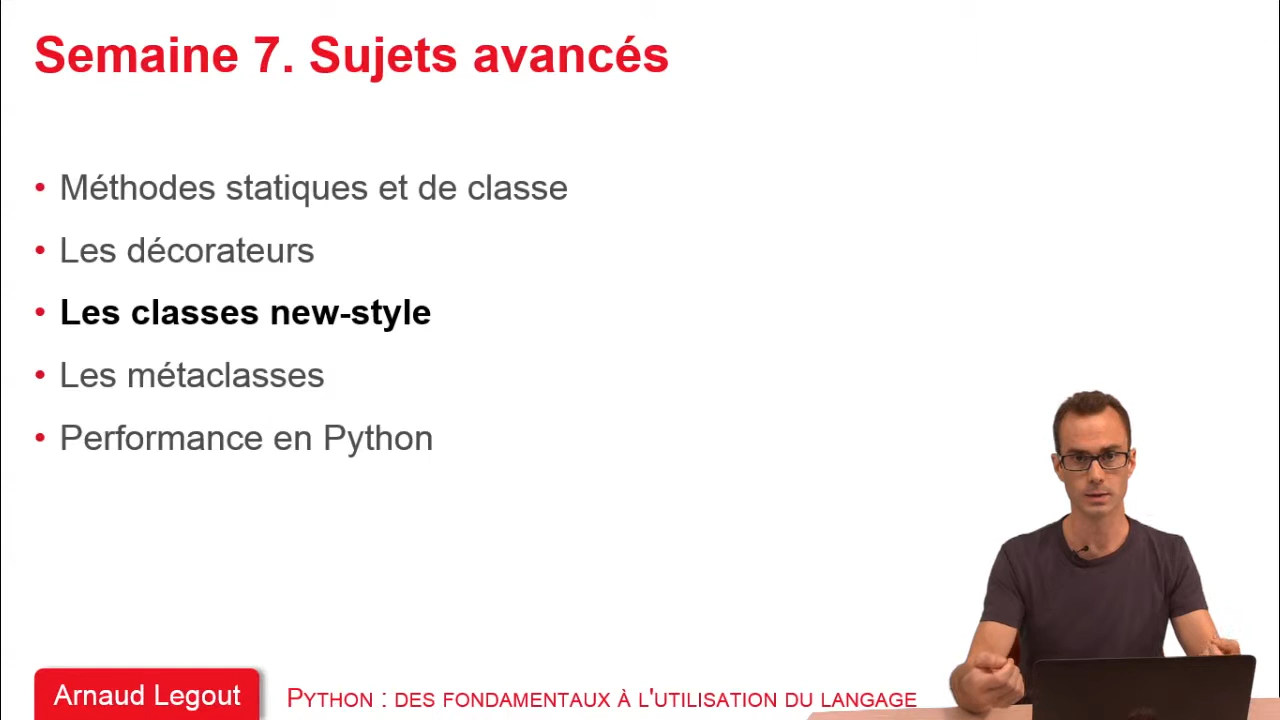 Semaine 7. Sujets avancés
• Méthodes statiques et de classe
• Les décorateurs
• Les classes new-style
• Les métaclasses
• Performance en Python
Arnaud Legout
PYTHON : DES FONDAMENTAUX À L'UTILISATION DU LANGAGE